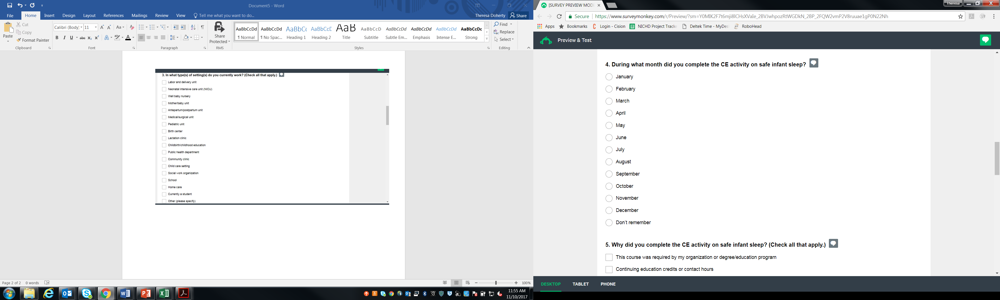 Document5 - Word
File
Home
Insert
Design
Layout
References
Mailings
Review
View
Tell me what you want to do...
Theresa Doherty
Share
Paste
Cut
Copy
Format Painter
Clipboard
Calibri (Body)
11
Font
Paragraph
Share
Protected
RMS
AaBbCcDd
¶ Normal
AaBbCcDd
¶ No Spac...
AaBbCc
Heading 1
AaBbCcD
Heading 2
AaB
Title
AaBbCcD
Subtitle
AaBbCcDd
Subtle Em...
AaBbCcDd
Emphasis
AaBbCcDd
Intense E...
AaBbCcDc
Strong
Styles
Find
Replace
Select
Editing
3. In what type(s) of setting(s) do you currently work? (Check all that apply.)
Labor and delivery unit
Neonatal intensive care unit (NICU)
Well baby nursery
Mother/baby unit
Antepartum/postpartum unit
Medical/surgical unit
Pediatric unit
Birth center
Lactation clinic
Childbirth/childhood education
Public health department
Community clinic
Child care setting
Social work organization
School
Home care
Currently a student
Other (please specify)
Page 2 of 2
0 words
100%
11:55 AM
11/10/2017
[SURVEY PREVIEW MODE
Theresa
Secure
https://www.surveymonkey.com/r/Preview/?sm=Y0MIK2F7t6mji8lCHsXVaIe_2BVJwhpozRtWGDkN_2BP_2FQW2vmP2V8ruuae1gP0N22Nh
Apps
Bookmarks
Login - Cision
NICHD Project Tracke
Deltek Time - MyDes
RoboHead
Preview & Test
4. During what month did you complete the CE activity on safe infant sleep?
January
February
March
April
May
June
July
August
September
October
November
December
Don't remember
5. Why did you complete the CE activity on safe infant sleep? (Check all that apply.)
This course was required by my organization or degree/education program
Continuing education credits or contact hours
DESKTOP
TABLET
PHONE